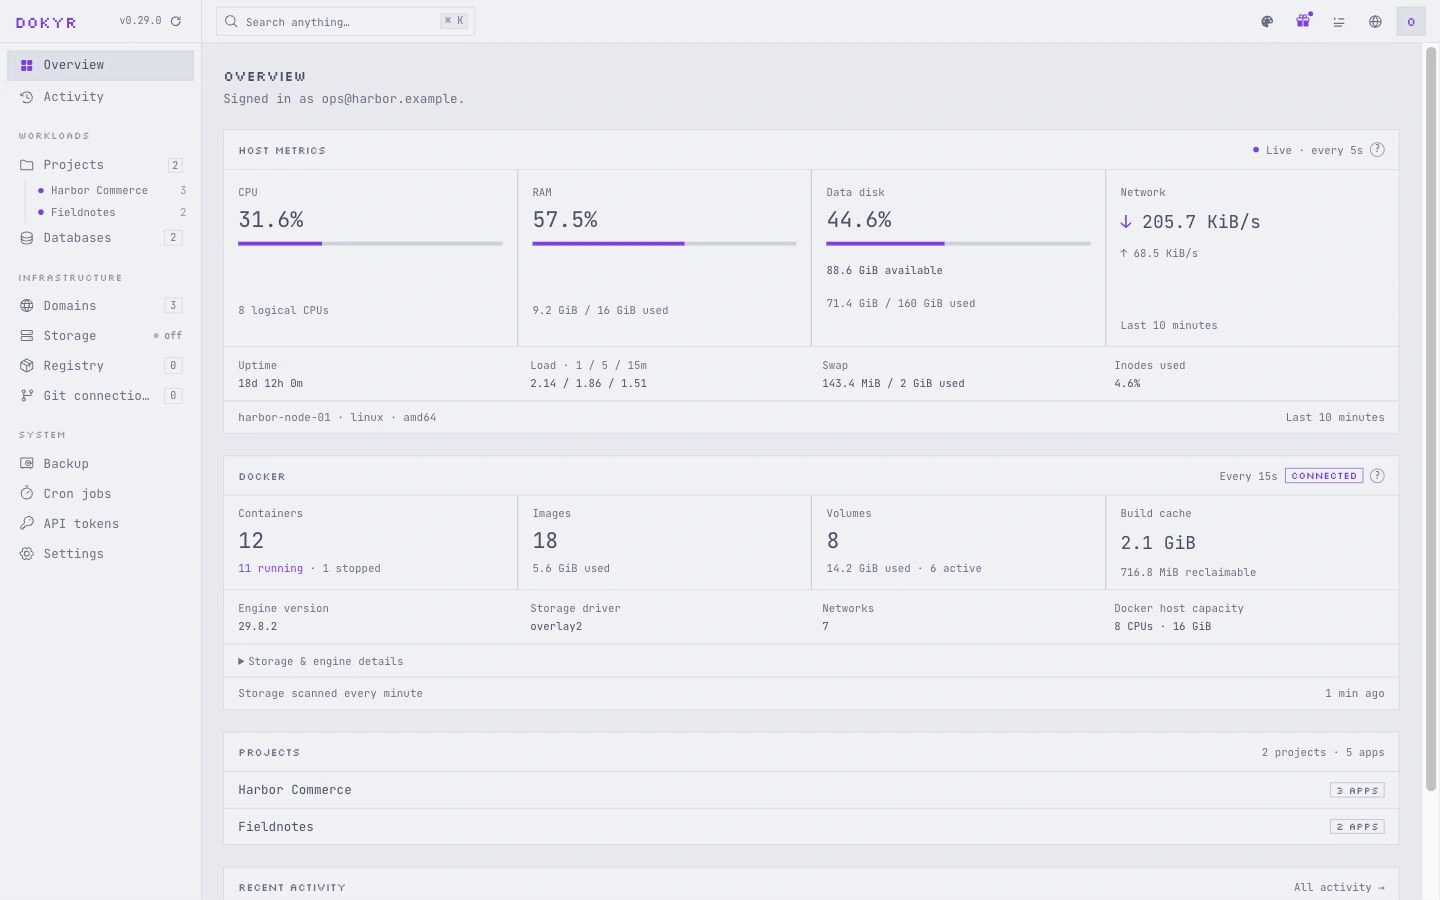 DOKYR
v0.29.0
Search anything…
⌘ K
O
Overview
Activity
WORKLOADS
Projects 2
Harbor Commerce 3
Fieldnotes 2
Databases 2
INFRASTRUCTURE
Domains 3
Storage off
Registry 0
Git connectio… 0
SYSTEM
Backup
Cron jobs
API tokens
Settings
OVERVIEW
Signed in as ops@harbor.example.
HOST METRICS
Live · every 5s ?
CPU
31.6%
8 logical CPUs
RAM
57.5%
9.2 GiB / 16 GiB used
Data disk
44.6%
88.6 GiB available
71.4 GiB / 160 GiB used
Network
↓ 205.7 KiB/s
↑ 68.5 KiB/s
Last 10 minutes
Uptime
18d 12h 0m
Load · 1 / 5 / 15m
2.14 / 1.86 / 1.51
Swap
143.4 MiB / 2 GiB used
Inodes used
4.6%
harbor-node-01 · linux · amd64
Last 10 minutes
DOCKER
Every 15s CONNECTED ?
Containers
12
11 running · 1 stopped
Images
18
5.6 GiB used
Volumes
8
14.2 GiB used · 6 active
Build cache
2.1 GiB
716.8 MiB reclaimable
Engine version
29.8.2
Storage driver
overlay2
Networks
7
Docker host capacity
8 CPUs · 16 GiB
▶ Storage & engine details
Storage scanned every minute
1 min ago
PROJECTS
2 projects · 5 apps
Harbor Commerce
3 APPS
Fieldnotes
2 APPS
RECENT ACTIVITY
All activity →